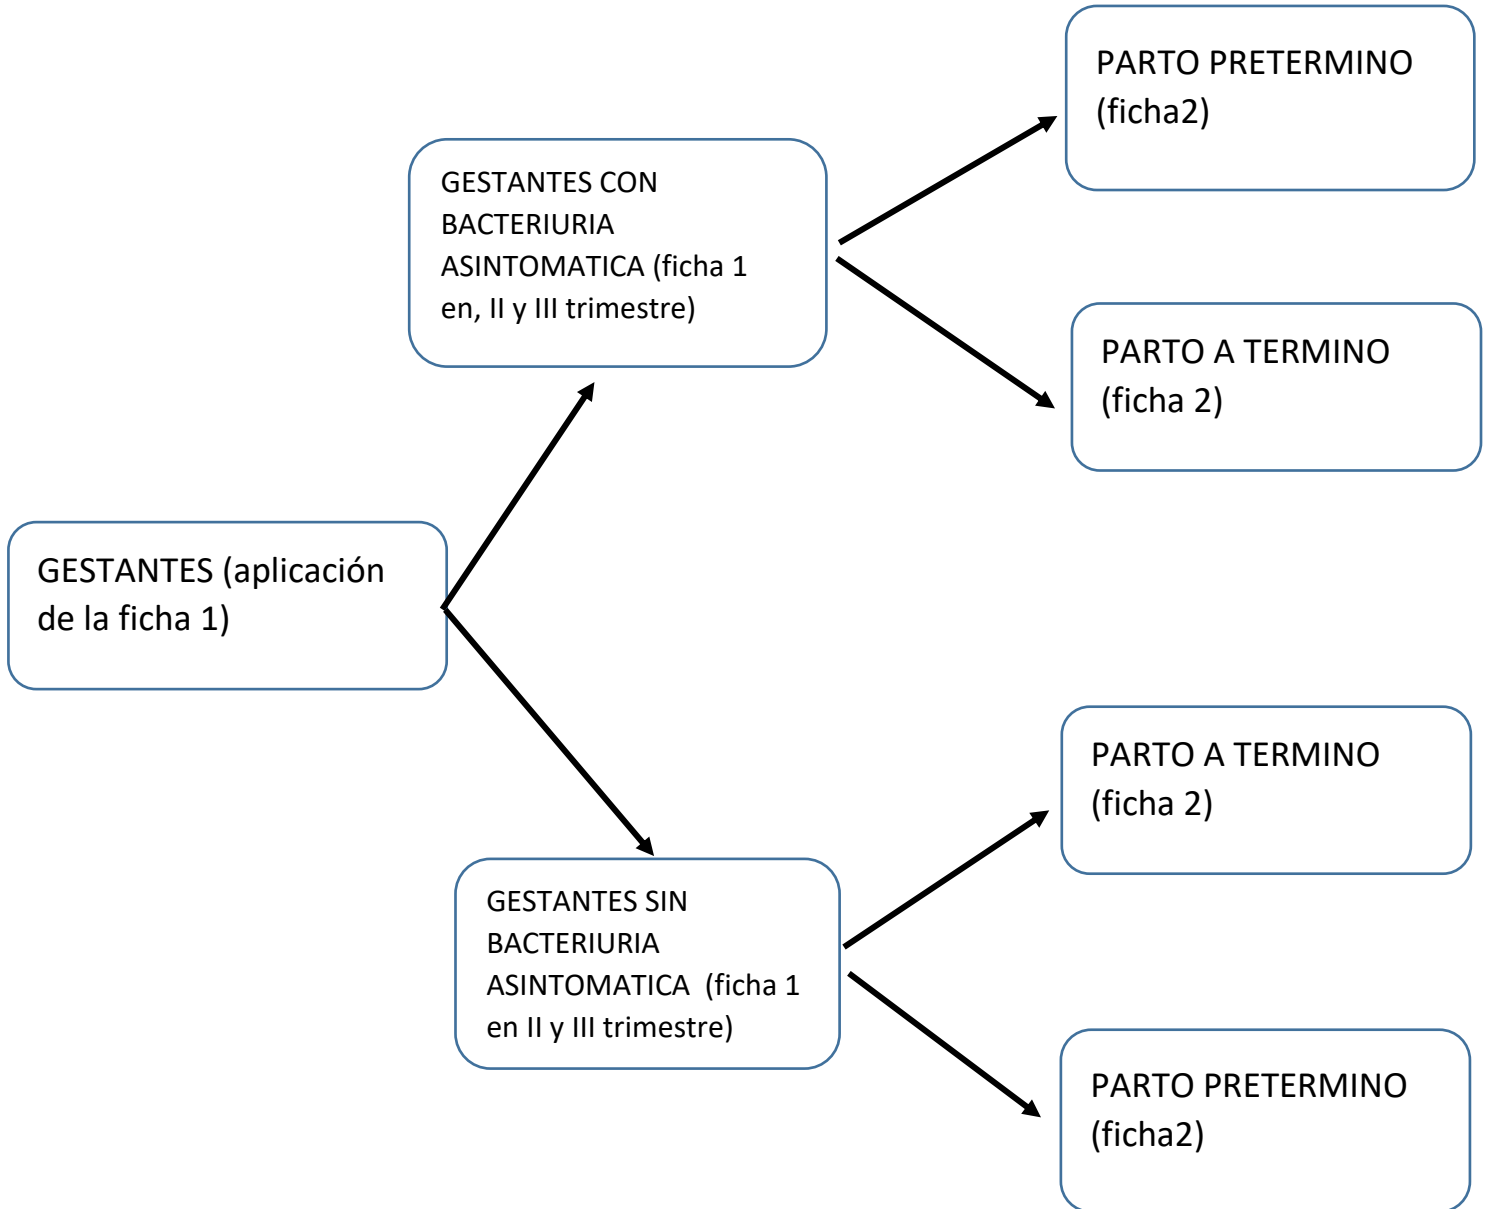 PARTO PRETERMINO
(ficha2)
GESTANTES CON
BACTERIURIA
ASINTOMATICA (ficha 1
en, II y III trimestre)
PARTO A TERMINO
(ficha 2)
GESTANTES (aplicación
de la ficha 1)
PARTO A TERMINO
(ficha 2)
GESTANTES SIN
BACTERIURIA
ASINTOMATICA  (ficha 1
en II y III trimestre)
PARTO PRETERMINO
(ficha2)